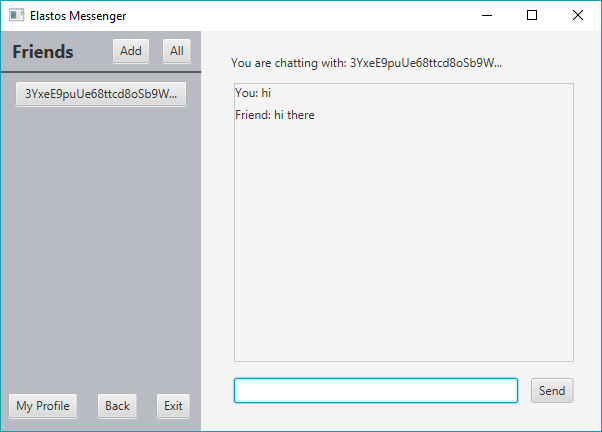 Elastos Messenger
Friends
Add
All
3YxeE9puUe68ttcd8oSb9W...
My Profile
Back
Exit
You are chatting with: 3YxeE9puUe68ttcd8oSb9W...
You: hi
Friend: hi there
Send